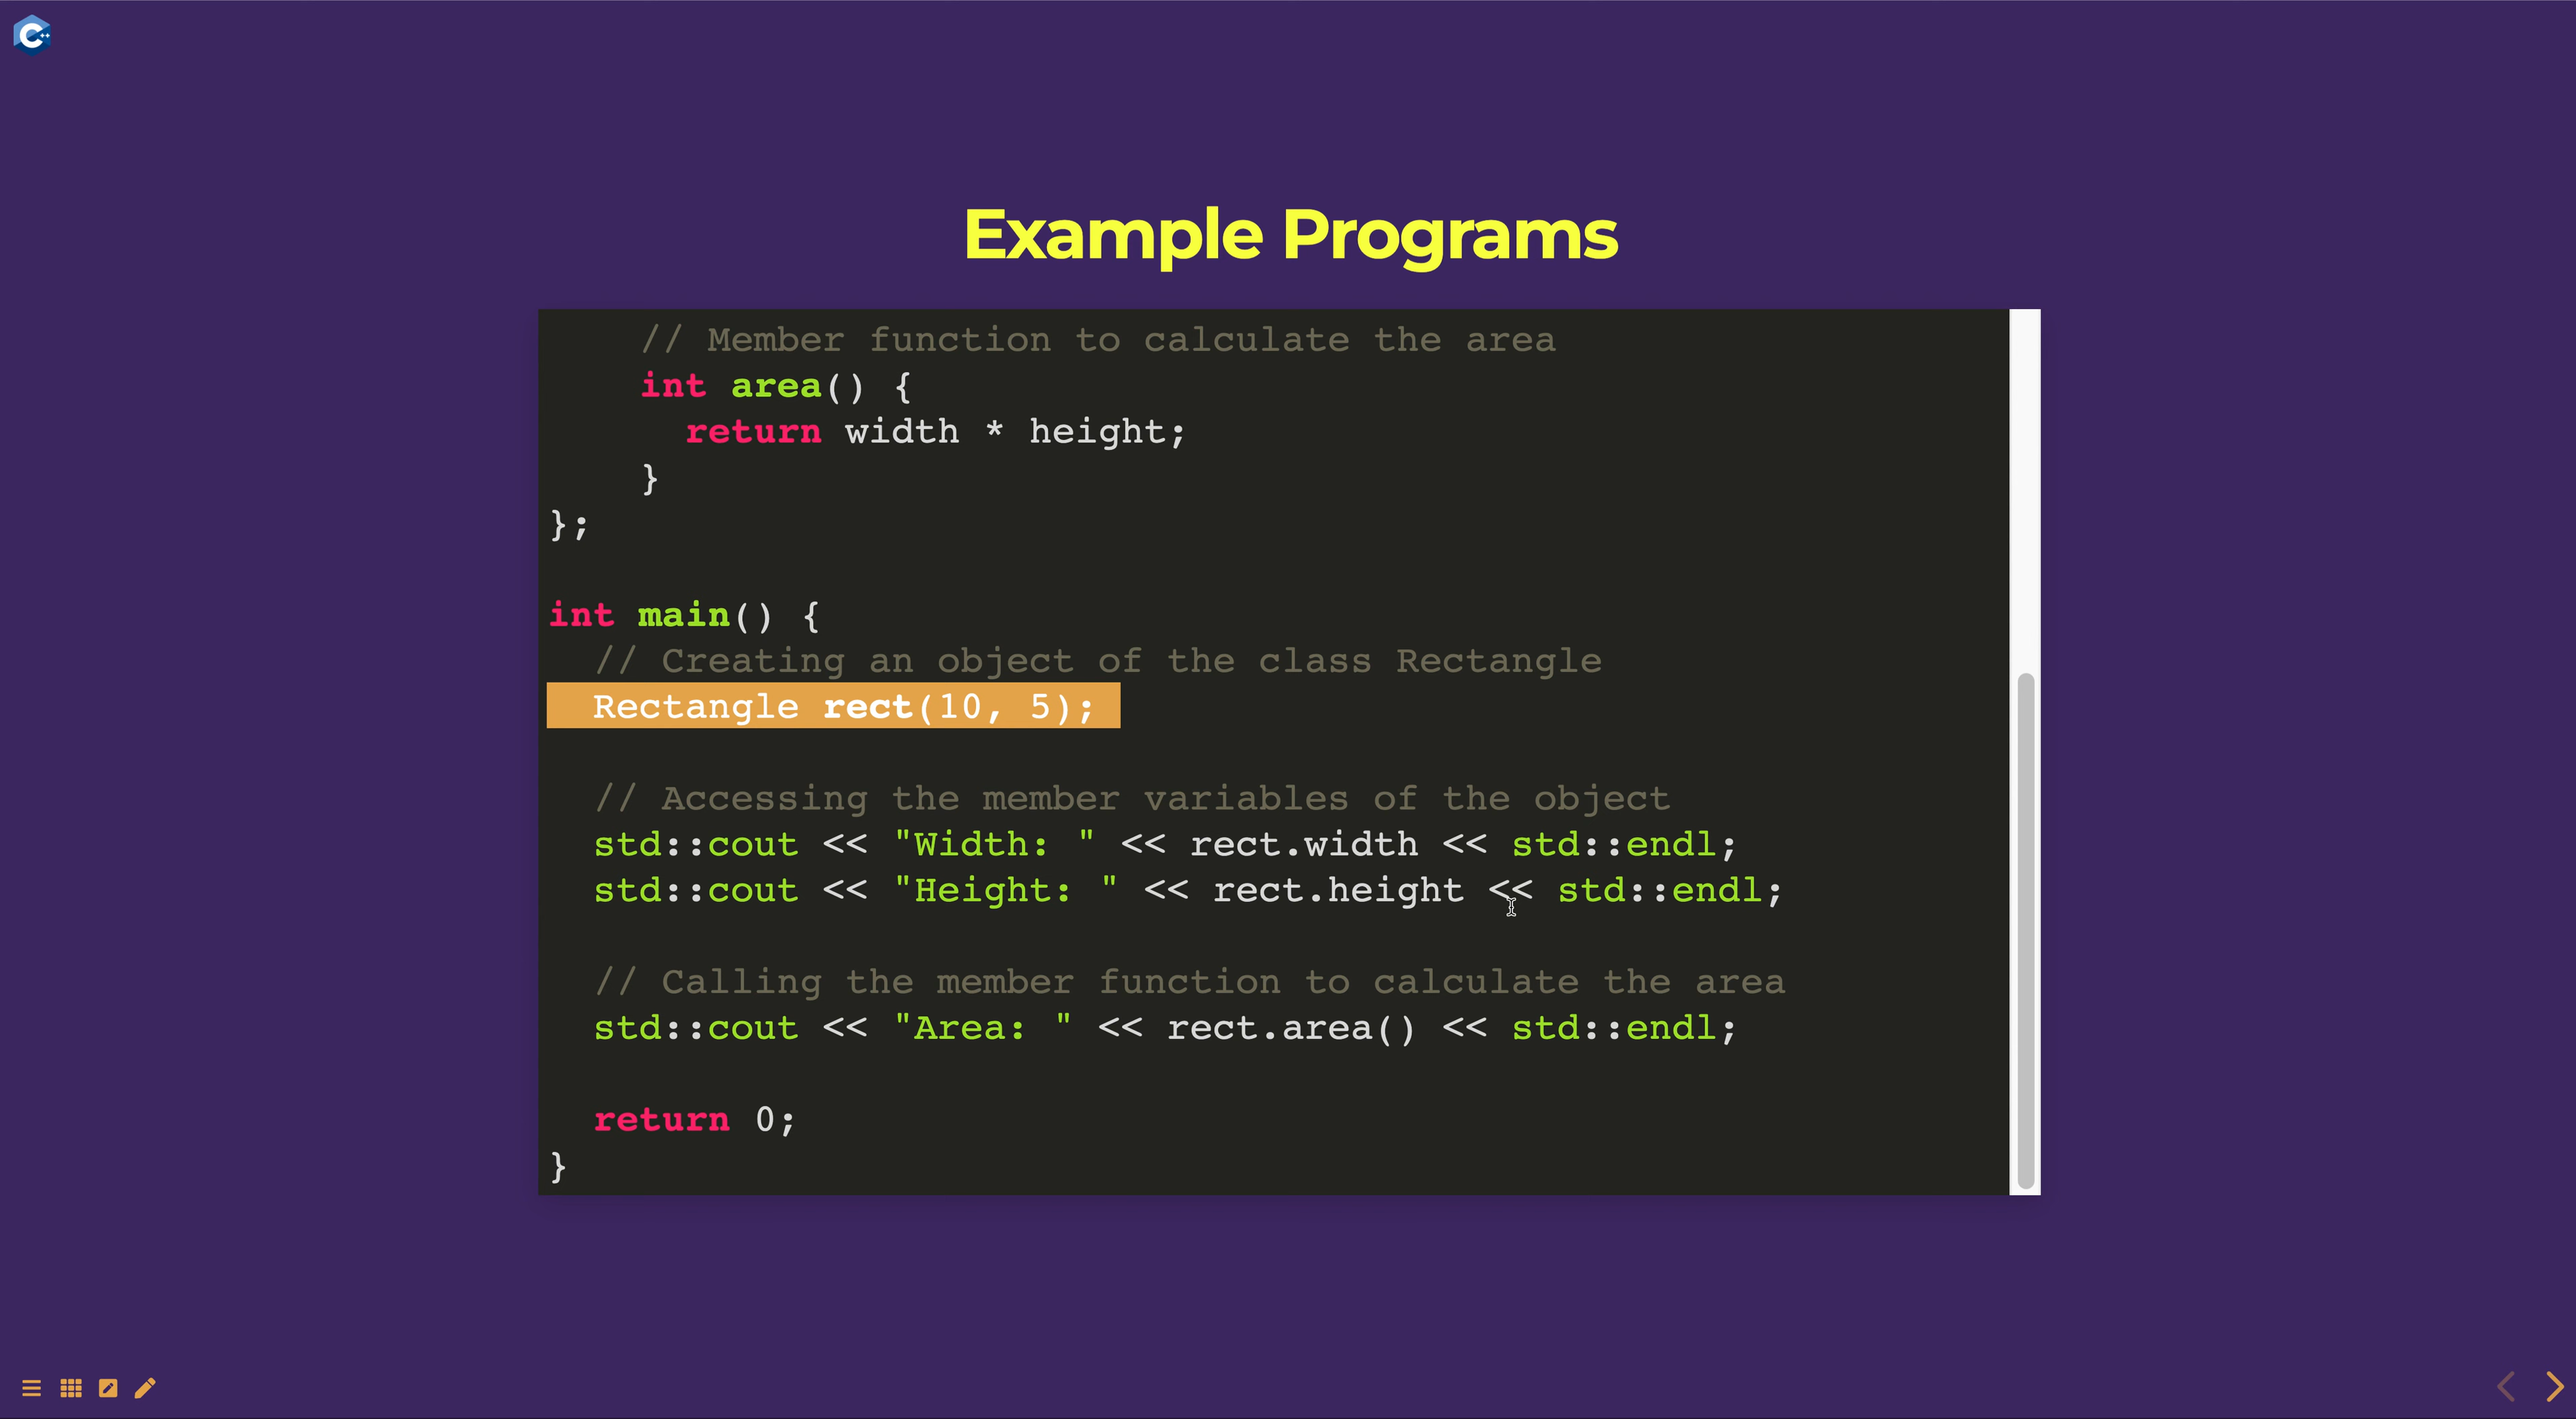 C++
Example Programs
// Member function to calculate the area
int area() {
return width * height;
}
};
int main() {
// Creating an object of the class Rectangle
Rectangle rect(10, 5);
// Accessing the member variables of the object
std::cout << "Width: " << rect.width << std::endl;
std::cout << "Height: " << rect.height << std::endl;
// Calling the member function to calculate the area
std::cout << "Area: " << rect.area() << std::endl;
return 0;
}